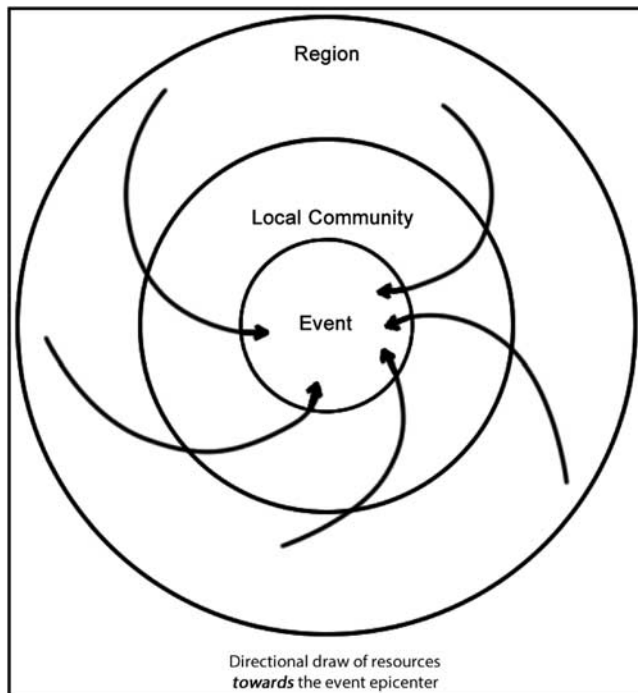 Region
Local Community
Event
Directional draw of resources
towards the event epicenter